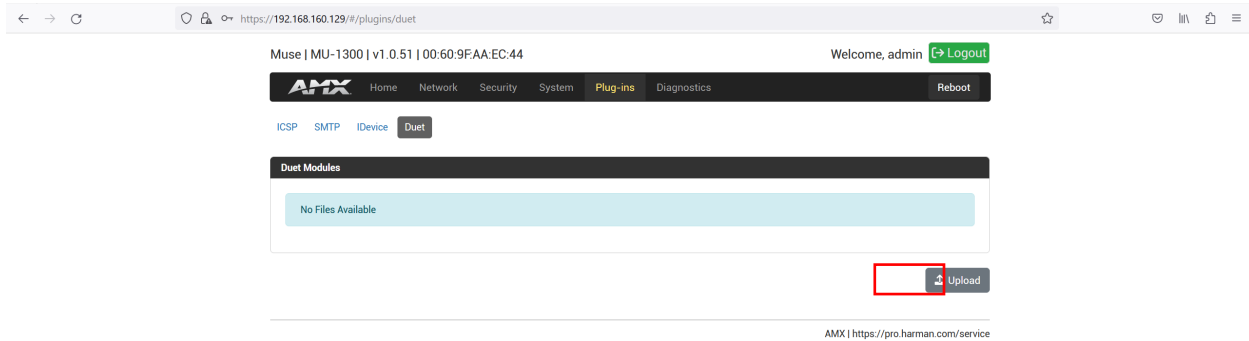 https://192.168.160.129/#/plugins/duet
Muse | MU-1300 | v1.0.51 | 00:60:9F:AA:EC:44 Welcome, admin Logout
AMX Home Network Security System Plug-ins Diagnostics Reboot
ICSP SMTP IDevice Duet
Duet Modules
No Files Available
Upload
AMX | https://pro.harman.com/service